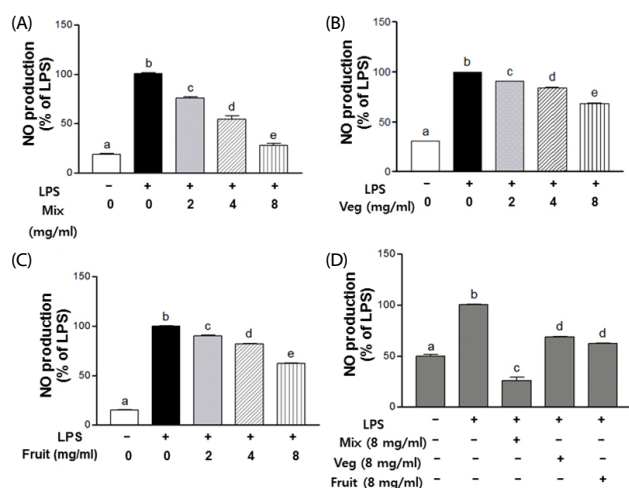 (A)
NO production
(% of LPS)
150
100
50
0
a
b
c
d
e
LPS − + + + +
Mix 0 0 2 4 8
(mg/ml)
(B)
NO production
(% of LPS)
150
100
50
0
a
b
c
d
e
LPS − + + + +
Veg (mg/ml) 0 0 2 4 8
(C)
NO production
(% of LPS)
150
100
50
0
a
b
c
d
e
LPS − + + + +
Fruit (mg/ml) 0 0 2 4 8
(D)
NO production
(% of LPS)
150
100
50
0
a
b
c
d
d
LPS − + + + +
Mix (8 mg/ml) − − + − −
Veg (8 mg/ml) − − − + −
Fruit (8 mg/ml) − − − − +